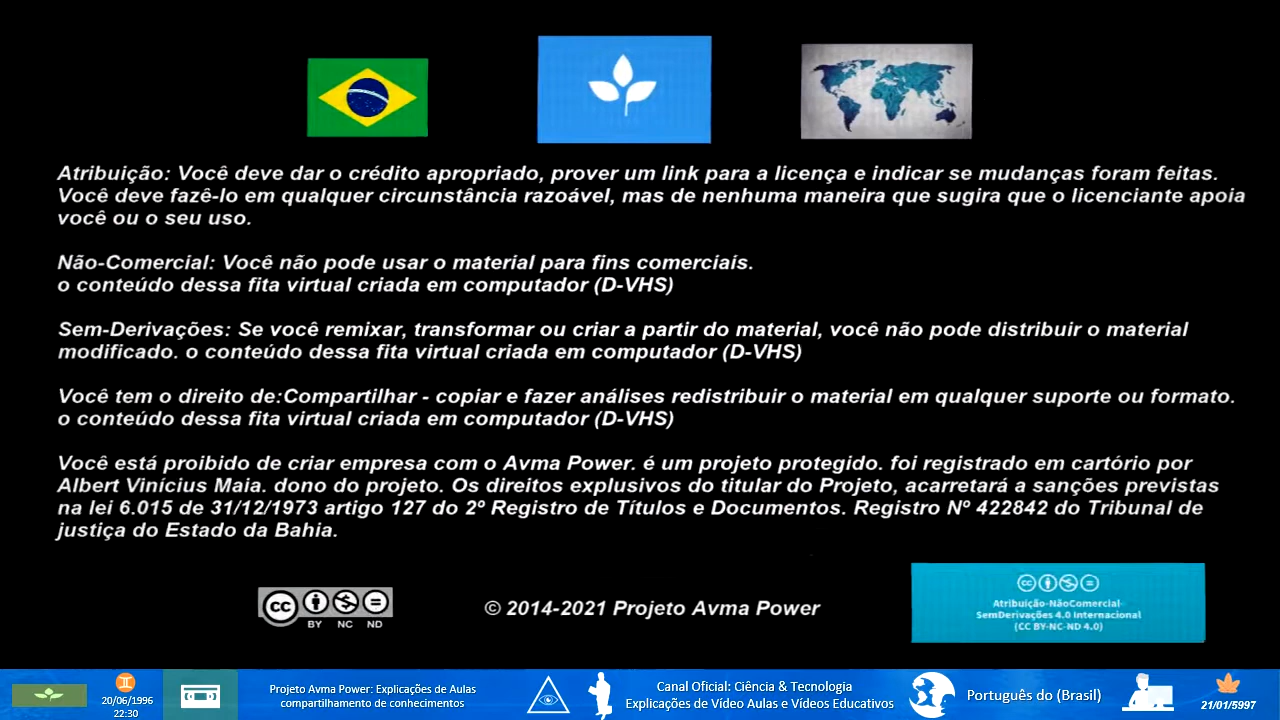 Atribuição: Você deve dar o crédito apropriado, prover um link para a licença e indicar se mudanças foram feitas.
Você deve fazê-lo em qualquer circunstância razoável, mas de nenhuma maneira que sugira que o licenciante apoia
você ou o seu uso.
Não-Comercial: Você não pode usar o material para fins comerciais.
o conteúdo dessa fita virtual criada em computador (D-VHS)
Sem-Derivações: Se você remixar, transformar ou criar a partir do material, você não pode distribuir o material
modificado. o conteúdo dessa fita virtual criada em computador (D-VHS)
Você tem o direito de:Compartilhar - copiar e fazer análises redistribuir o material em qualquer suporte ou formato.
o conteúdo dessa fita virtual criada em computador (D-VHS)
Você está proibido de criar empresa com o Avma Power. é um projeto protegido. foi registrado em cartório por
Albert Vinícius Maia. dono do projeto. Os direitos explusivos do titular do Projeto, acarretará a sanções previstas
na lei 6.015 de 31/12/1973 artigo 127 do 2º Registro de Títulos e Documentos. Registro Nº 422842 do Tribunal de
justiça do Estado da Bahia.
cc
BY NC ND
© 2014-2021 Projeto Avma Power
cc
Atribuição-NãoComercial-
SemDerivações 4.0 Internacional
(CC BY-NC-ND 4.0)
20/06/1996
22:30
Projeto Avma Power: Explicações de Aulas
compartilhamento de conhecimentos
Canal Oficial: Ciência & Tecnologia
Explicações de Vídeo Aulas e Vídeos Educativos
Português do (Brasil)
21/01/5997